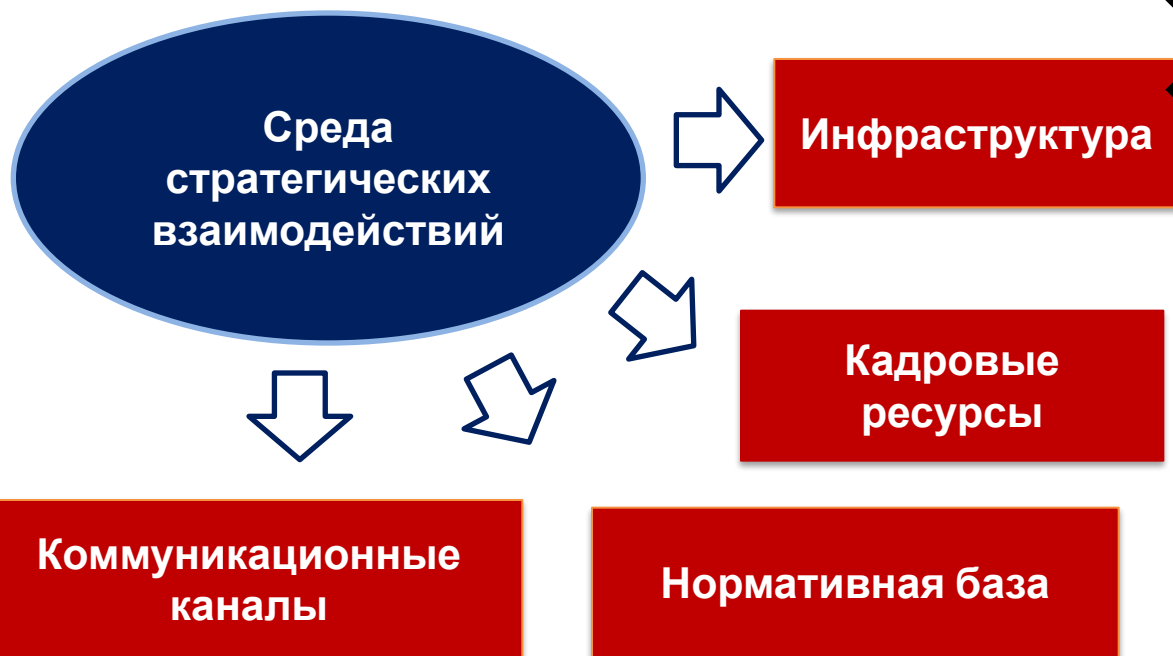 Среда
стратегических
взаимодействий
Инфраструктура
Кадровые
ресурсы
Коммуникационные
каналы
Нормативная база